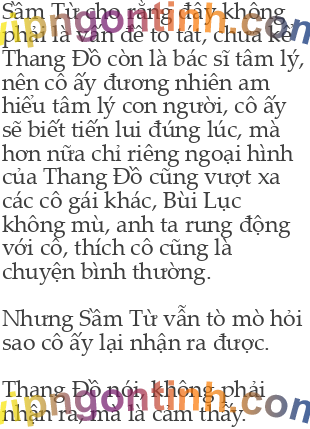 Sầm Từ cho rằng đây không
phải là vấn đề to tát, chưa kể
Thang Đồ còn là bác sĩ tâm lý,
nên cô ấy đương nhiên am
hiểu tâm lý con người, cô ấy
sẽ biết tiến lui đúng lúc, mà
hơn nữa chỉ riêng ngoại hình
của Thang Đồ cũng vượt xa
các cô gái khác, Bùi Lục
không mù, anh ta rung động
với cô, thích cô cũng là
chuyện bình thường.
Nhưng Sầm Từ vẫn tò mò hỏi
sao cô ấy lại nhận ra được.
Thang Đồ nói, không phải
nhận ra, mà là cảm thấy.